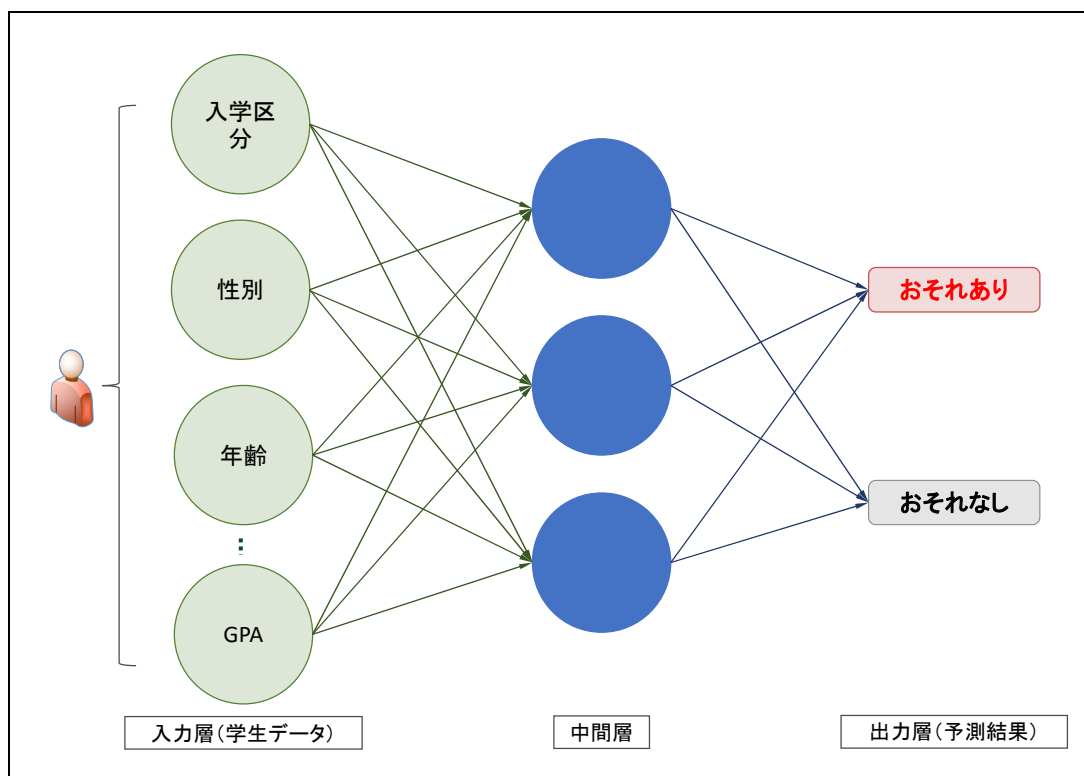 入学区
分
性別
年齢
⋮
GPA
おそれあり
おそれなし
入力層(学生データ)
中間層
出力層(予測結果)